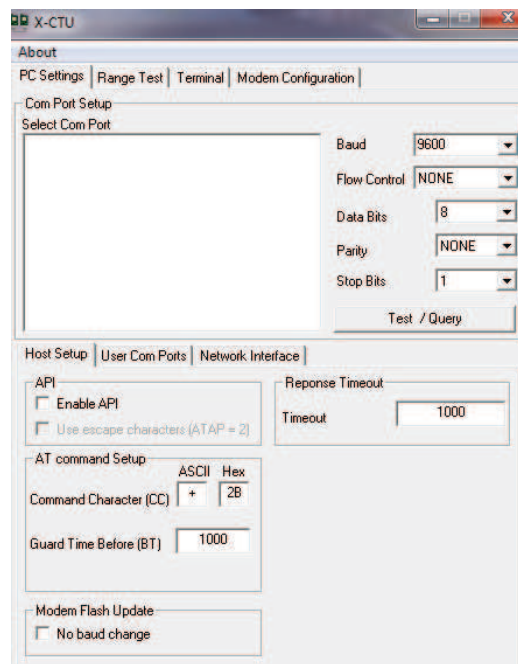 X-CTU
About
PC Settings Range Test Terminal Modem Configuration
Com Port Setup
Select Com Port
Baud 9600
Flow Control NONE
Data Bits 8
Parity NONE
Stop Bits 1
Test / Query
Host Setup User Com Ports Network Interface
API
Enable API
Use escape characters (ATAP = 2)
Reponse Timeout
Timeout 1000
AT command Setup
ASCII Hex
Command Character (CC) + 2B
Guard Time Before (BT) 1000
Modem Flash Update
No baud change